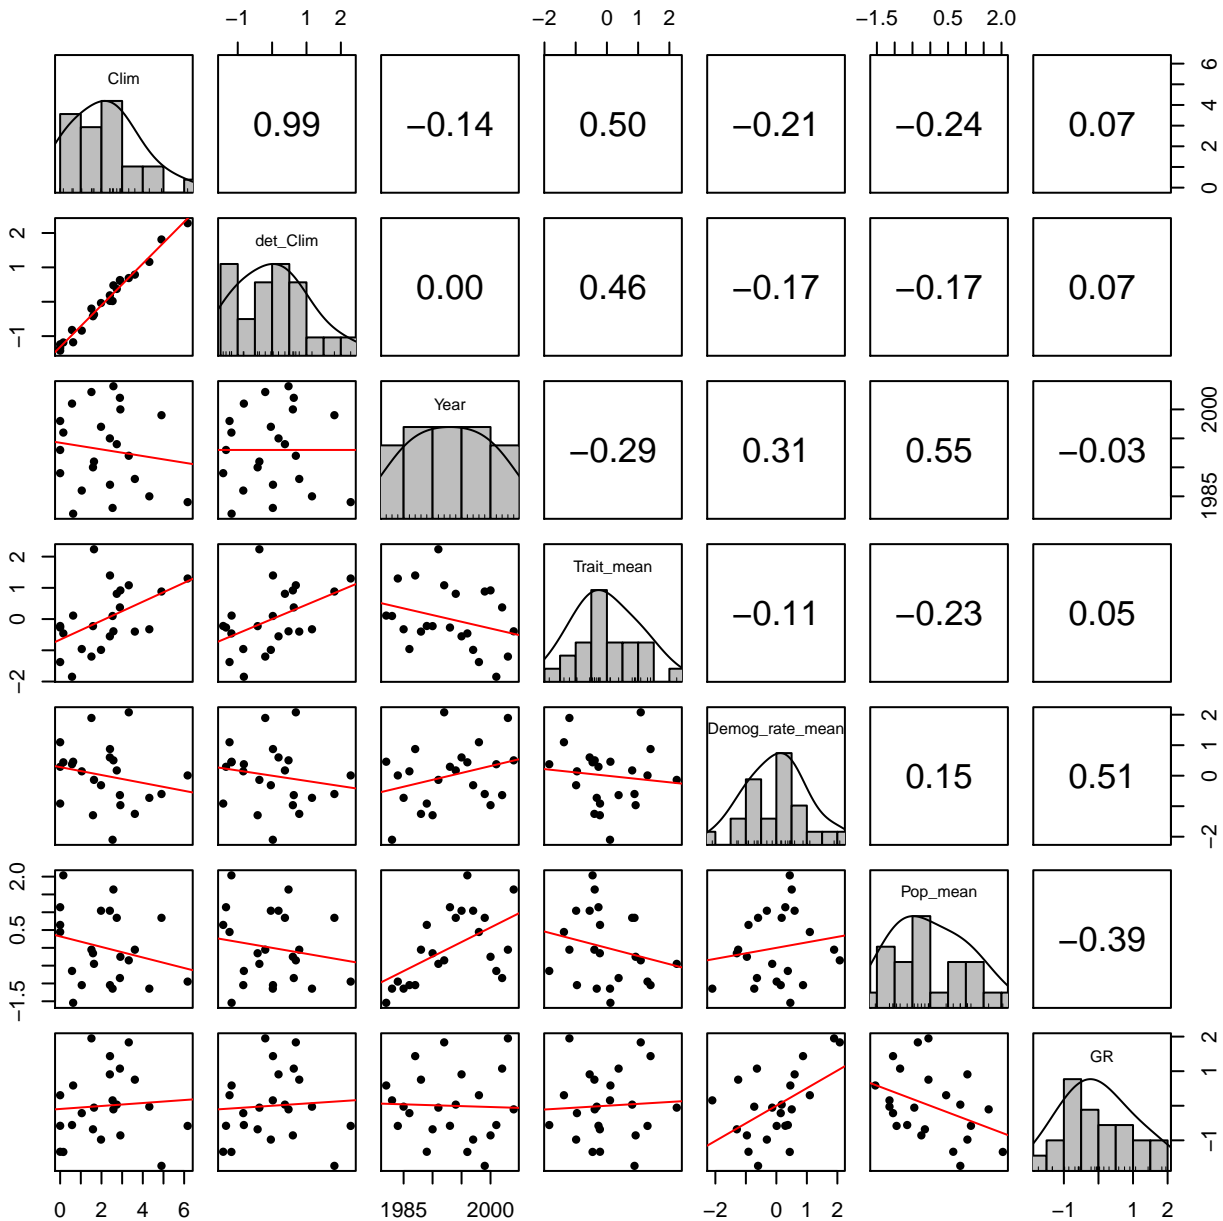 −1 1 2 −2 0 1 2 −1.5 0.5 2.0
Clim 0.99 −0.14 0.50 −0.21 −0.24 0.07 0 2 4 6
−1 1 2 det_Clim 0.00 0.46 −0.17 −0.17 0.07
Year −0.29 0.31 0.55 −0.03 1985 2000
−2 0 1 2 Trait_mean −0.11 −0.23 0.05
Demog_rate_mean 0.15 0.51 −2 0 1 2
−1.5 0.5 2.0 Pop_mean −0.39
GR −1 1 2
0 2 4 6 1985 2000 −2 0 1 2 −1 1 2